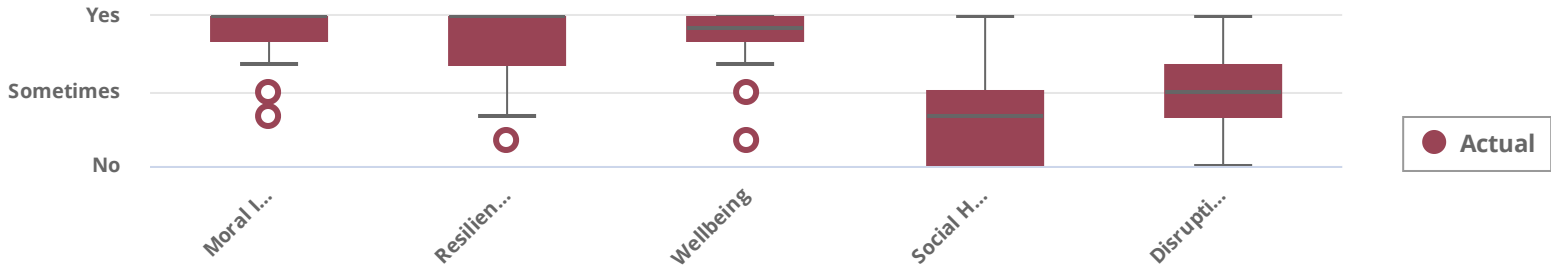 Yes
Sometimes
No
Moral I...
Resilien...
Wellbeing
Social H...
Disrupti...
Actual